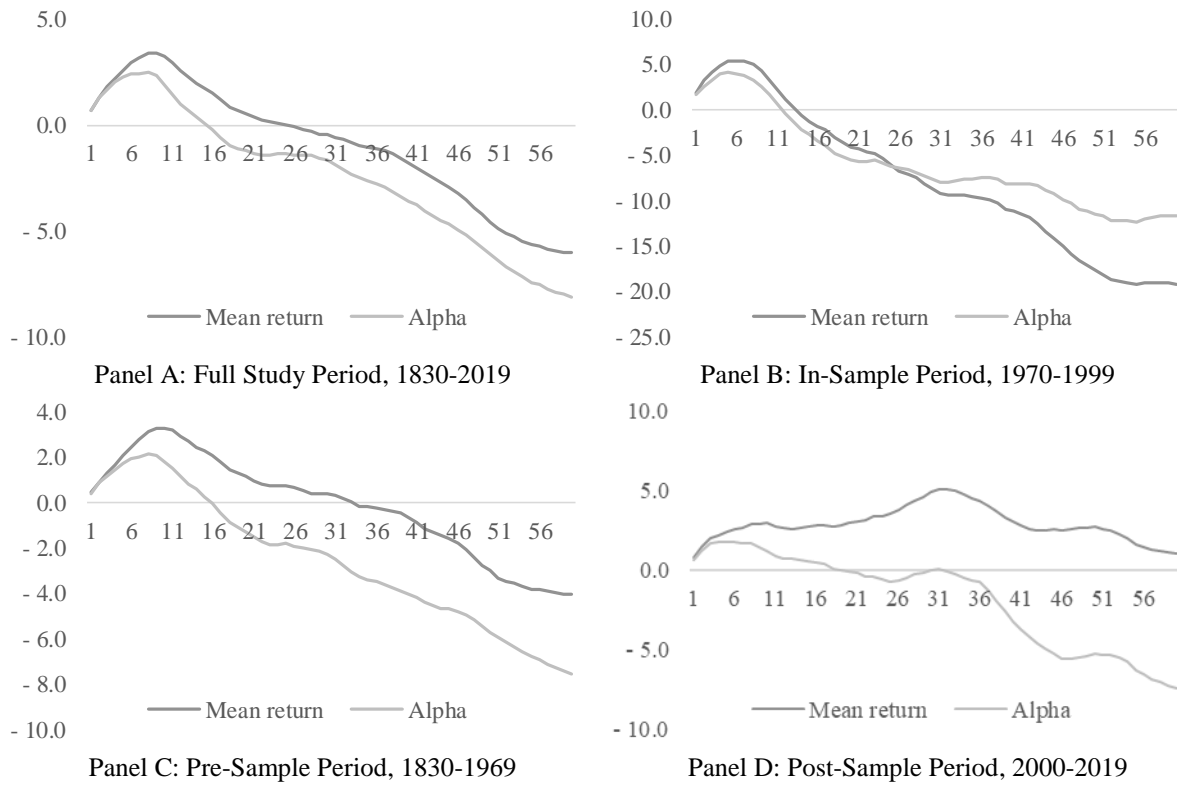 5.0
0.0
- 5.0
- 10.0
1 6 11 16 21 26 31 36 41 46 51 56
Mean return Alpha
Panel A: Full Study Period, 1830-2019
10.0
5.0
0.0
- 5.0
- 10.0
- 15.0
- 20.0
- 25.0
1 6 11 16 21 26 31 36 41 46 51 56
Mean return Alpha
Panel B: In-Sample Period, 1970-1999
4.0
2.0
0.0
- 2.0
- 4.0
- 6.0
- 8.0
- 10.0
1 6 11 16 21 26 31 36 41 46 51 56
Mean return Alpha
Panel C: Pre-Sample Period, 1830-1969
10.0
5.0
0.0
- 5.0
- 10.0
1 6 11 16 21 26 31 36 41 46 51 56
Mean return Alpha
Panel D: Post-Sample Period, 2000-2019